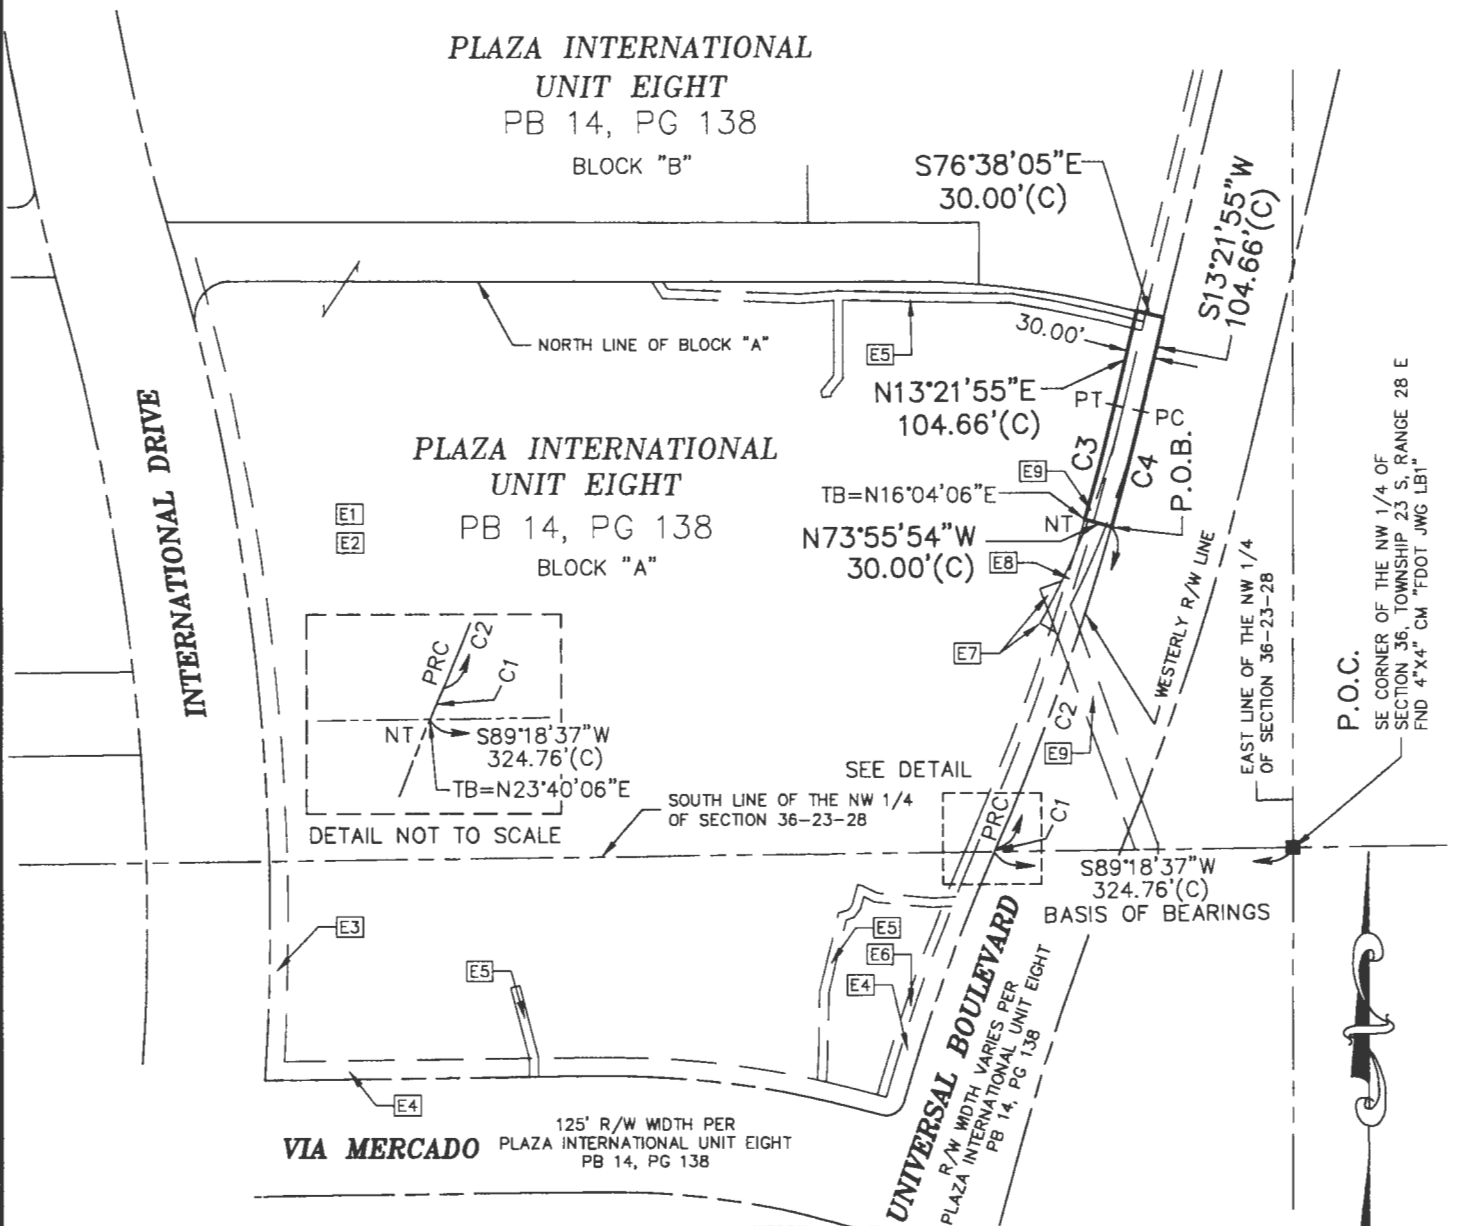 PLAZA INTERNATIONAL
UNIT EIGHT
PB 14, PG 138
BLOCK "B"
S76°38'05"E
30.00'(C)
S13°21'55"W
104.66'(C)
NORTH LINE OF BLOCK "A"
E5
30.00'
N13°21'55"E
104.66'(C)
PT
PC
C3
C4
P.O.B.
INTERNATIONAL DRIVE
PLAZA INTERNATIONAL
UNIT EIGHT
PB 14, PG 138
BLOCK "A"
E1
E2
E9
TB=N16°04'06"E
NT
N73°55'54"W
30.00'(C)
E8
E7
WESTERLY R/W LINE
EAST LINE OF THE NW 1/4
OF SECTION 36-23-28
P.O.C.
SE CORNER OF THE NW 1/4 OF
SECTION 36, TOWNSHIP 23 S, RANGE 28 E
FND 4"X4" CM "FDOT JWG LB1"
PRC
C2
C1
NT
S89°18'37"W
324.76'(C)
TB=N23°40'06"E
DETAIL NOT TO SCALE
C2
E9
SEE DETAIL
SOUTH LINE OF THE NW 1/4
OF SECTION 36-23-28
PRC
C1
S89°18'37"W
324.76'(C)
BASIS OF BEARINGS
E3
E5
E5
E6
E4
E4
VIA MERCADO
125' R/W WIDTH PER
PLAZA INTERNATIONAL UNIT EIGHT
PB 14, PG 138
UNIVERSAL BOULEVARD
R/W WIDTH VARIES PER
PLAZA INTERNATIONAL UNIT EIGHT
PB 14, PG 138